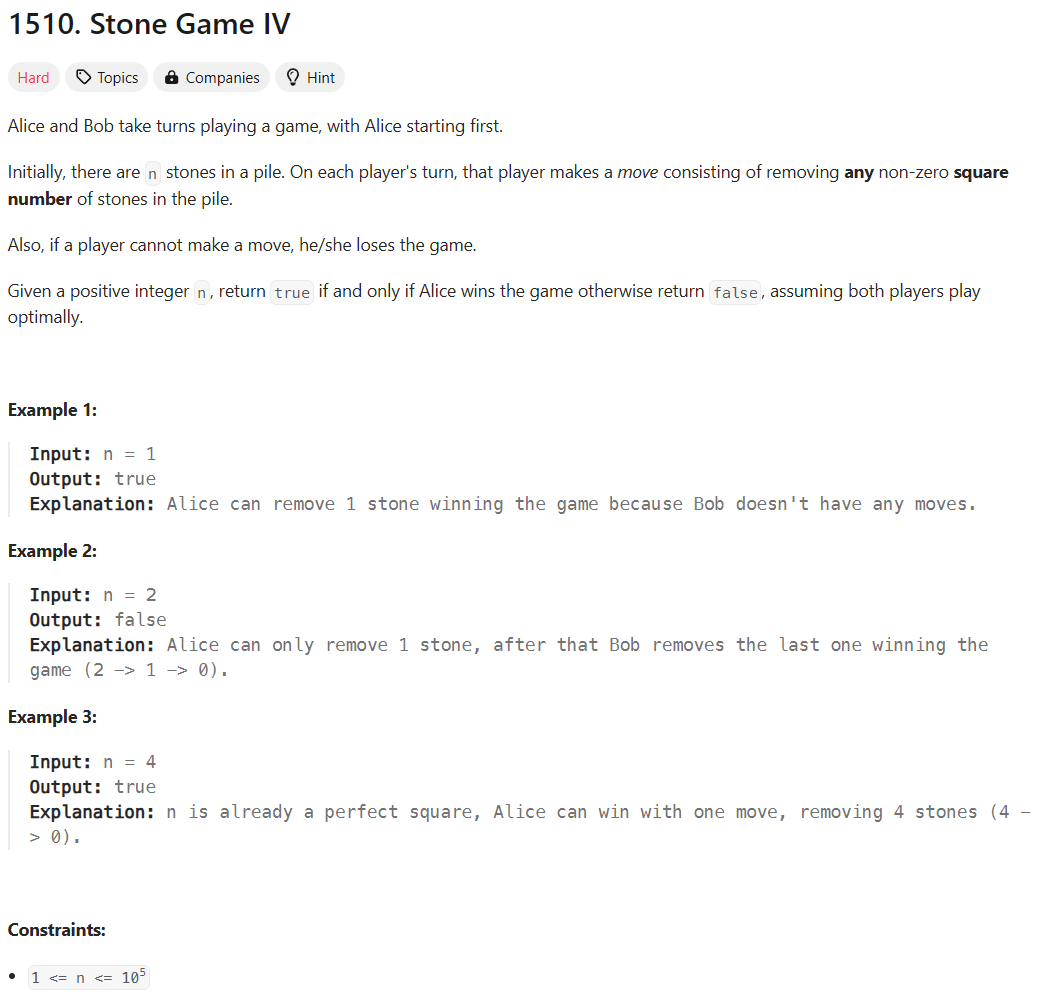 1510. Stone Game IV
Hard Topics Companies Hint
Alice and Bob take turns playing a game, with Alice starting first.
Initially, there are n stones in a pile. On each player's turn, that player makes a move consisting of removing any non-zero square
number of stones in the pile.
Also, if a player cannot make a move, he/she loses the game.
Given a positive integer n, return true if and only if Alice wins the game otherwise return false, assuming both players play
optimally.
Example 1:
Input: n = 1
Output: true
Explanation: Alice can remove 1 stone winning the game because Bob doesn't have any moves.
Example 2:
Input: n = 2
Output: false
Explanation: Alice can only remove 1 stone, after that Bob removes the last one winning the
game (2 -> 1 -> 0).
Example 3:
Input: n = 4
Output: true
Explanation: n is already a perfect square, Alice can win with one move, removing 4 stones (4 -
> 0).
Constraints:
• 1 <= n <= 10⁵